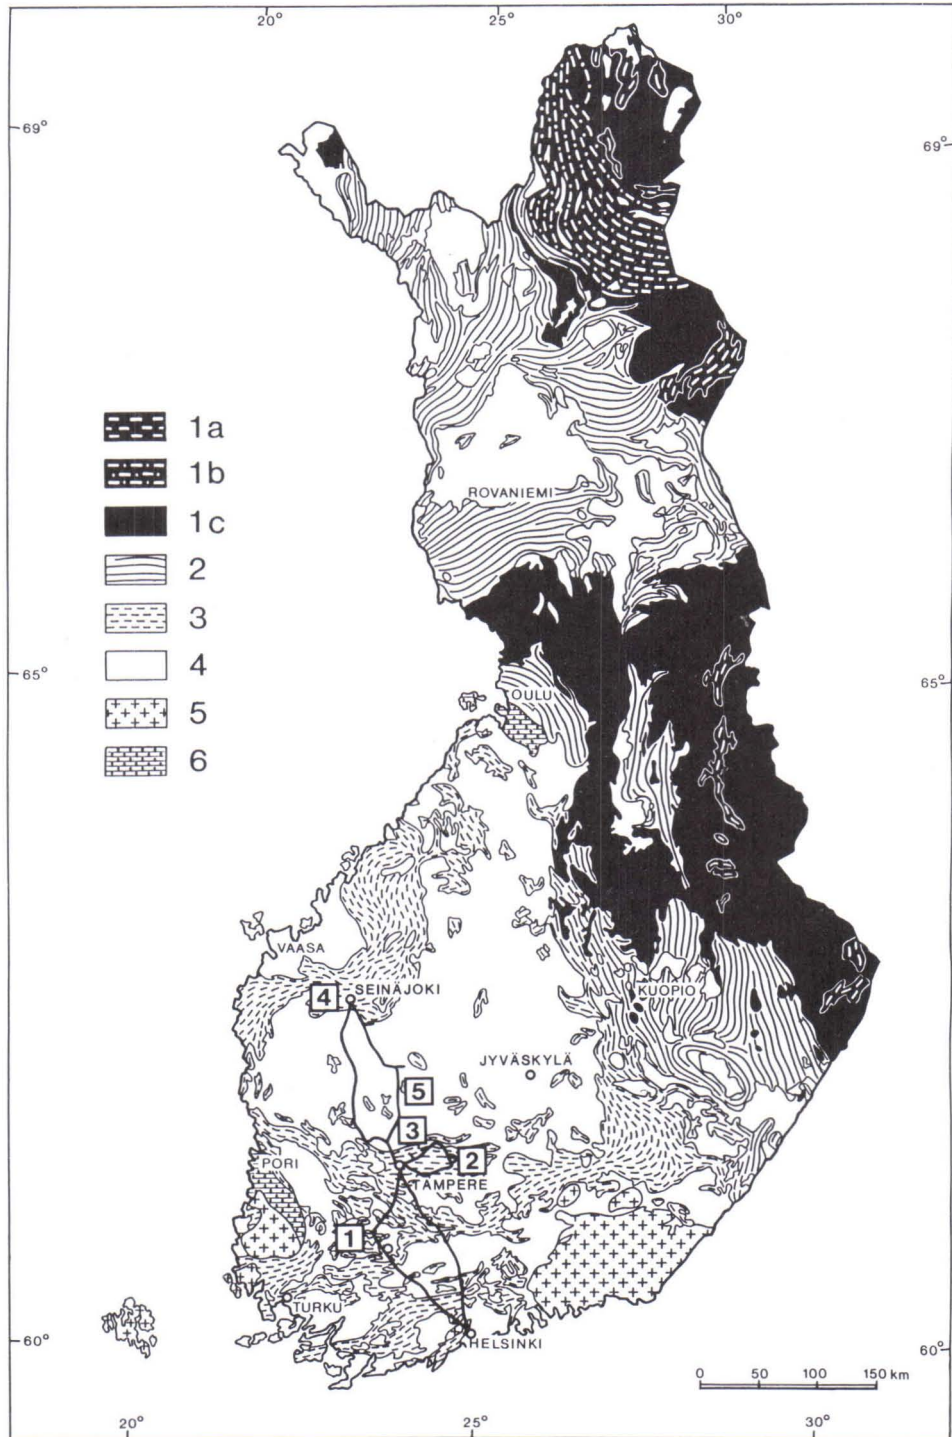 20° 25° 30°
69° 69°
1a
1b
1c
ROVANIEMI
2
3
4
65° 65°
OULU
5
6
VAASA
4 SEINÄJOKI
KUOPIO
JYVÄSKYLÄ
5
3
PORI
2
TAMPERE
1
TURKU
HELSINKI
60° 60°
0 50 100 150 km
20° 25° 30°